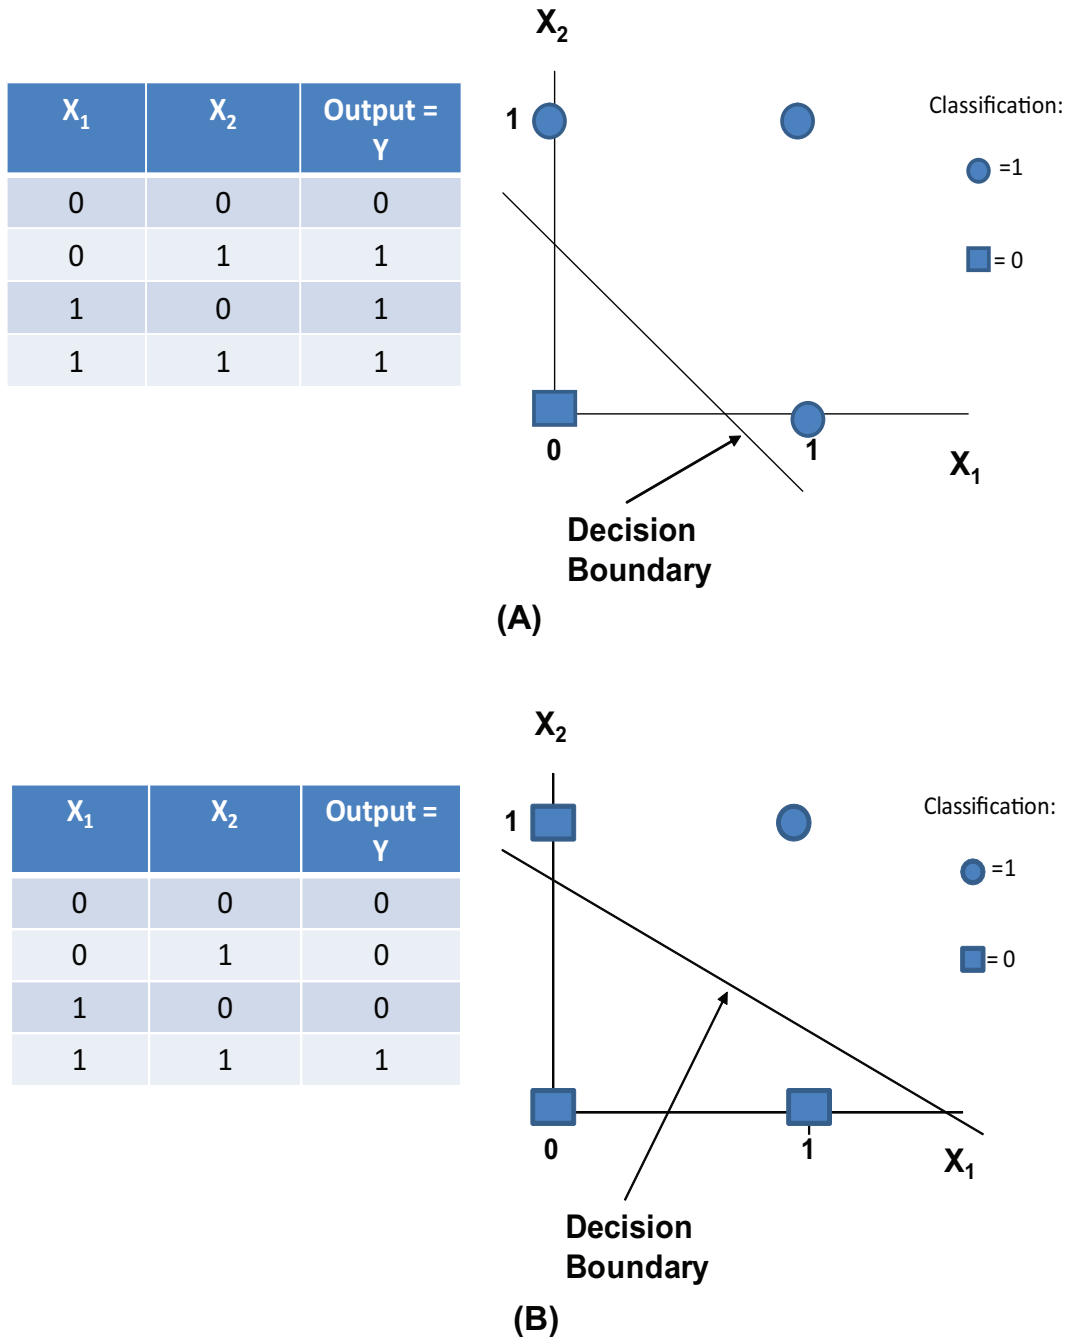 X₂
X₁ X₂ Output = Y
0 0 0
0 1 1
1 0 1
1 1 1
1
Classification:
=1
= 0
0
1
X₁
Decision
Boundary
(A)
X₂
X₁ X₂ Output = Y
0 0 0
0 1 0
1 0 0
1 1 1
1
Classification:
=1
= 0
0
1
X₁
Decision
Boundary
(B)